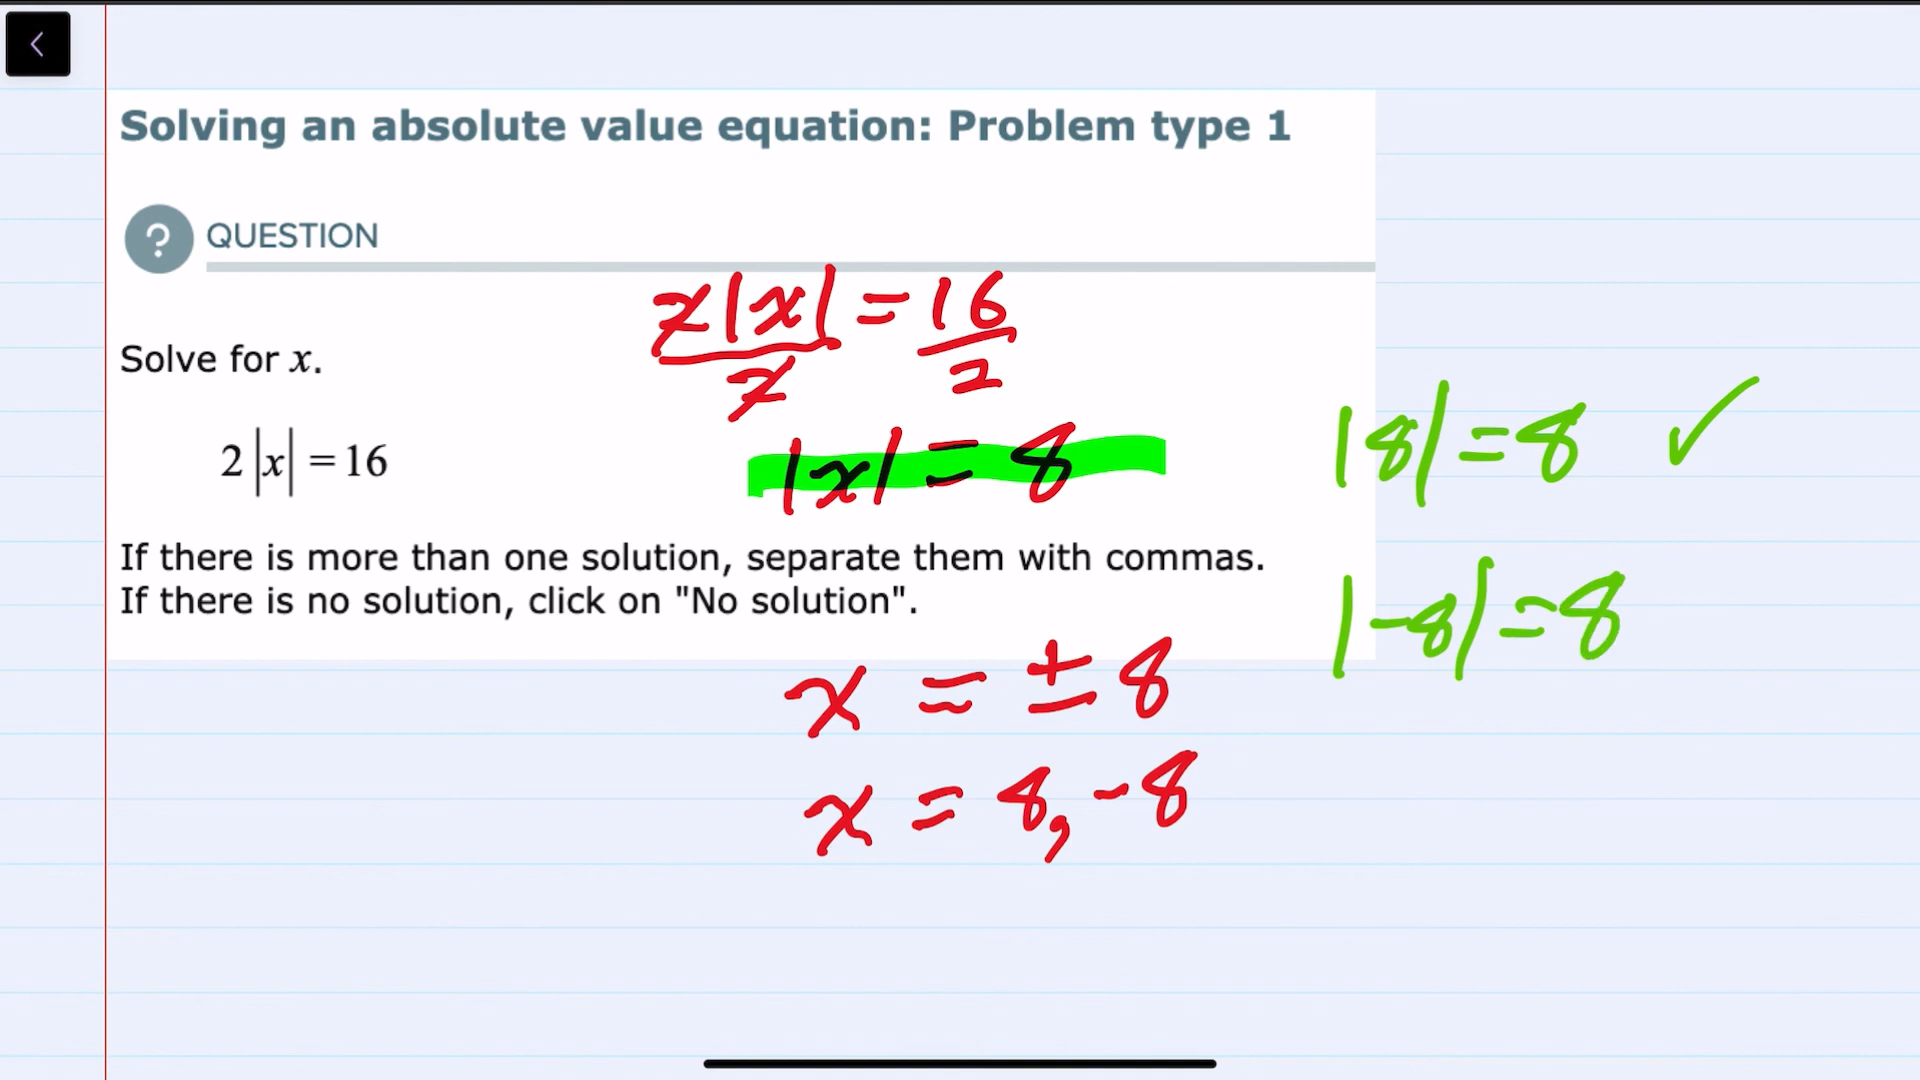 Solving an absolute value equation: Problem type 1
? QUESTION
2|x| = 16
2 2
Solve for x.
2|x| = 16
|x| = 8
|8| = 8 ✓
If there is more than one solution, separate them with commas.
If there is no solution, click on "No solution".
|-8| = 8
x = ± 8
x = 8, -8